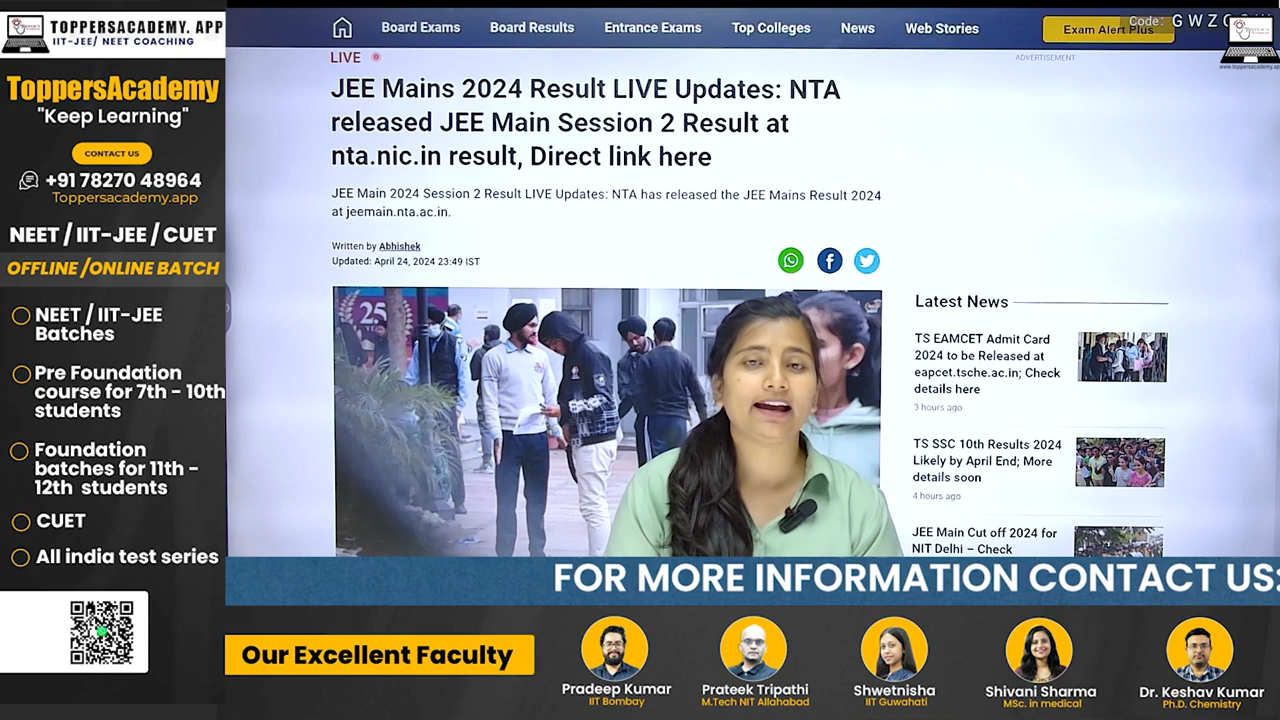 TOPPERSACADEMY. APP
IIT-JEE/ NEET COACHING
ToppersAcademy
"Keep Learning"
CONTACT US
+91 78270 48964
Toppersacademy.app
NEET / IIT-JEE / CUET
OFFLINE /ONLINE BATCH
NEET / IIT-JEE
Batches
Pre Foundation
course for 7th - 10th
students
Foundation
batches for 11th -
12th students
CUET
All india test series
Board Exams
Board Results
Entrance Exams
Top Colleges
News
Web Stories
Exam Alert Plus
Code: G W Z
www.toppersacademy.ap
LIVE
ADVERTISEMENT
JEE Mains 2024 Result LIVE Updates: NTA
released JEE Main Session 2 Result at
nta.nic.in result, Direct link here
JEE Main 2024 Session 2 Result LIVE Updates: NTA has released the JEE Mains Result 2024
at jeemain.nta.ac.in.
Written by Abhishek
Updated: April 24, 2024 23:49 IST
25
Latest News
TS EAMCET Admit Card
2024 to be Released at
eapcet.tsche.ac.in; Check
details here
3 hours ago
TS SSC 10th Results 2024
Likely by April End; More
details soon
4 hours ago
JEE Main Cut off 2024 for
NIT Delhi – Check
FOR MORE INFORMATION CONTACT US:
Our Excellent Faculty
Pradeep Kumar
IIT Bombay
Prateek Tripathi
M.Tech NIT Allahabad
Shwetnisha
IIT Guwahati
Shivani Sharma
MSc. in medical
Dr. Keshav Kumar
Ph.D. Chemistry